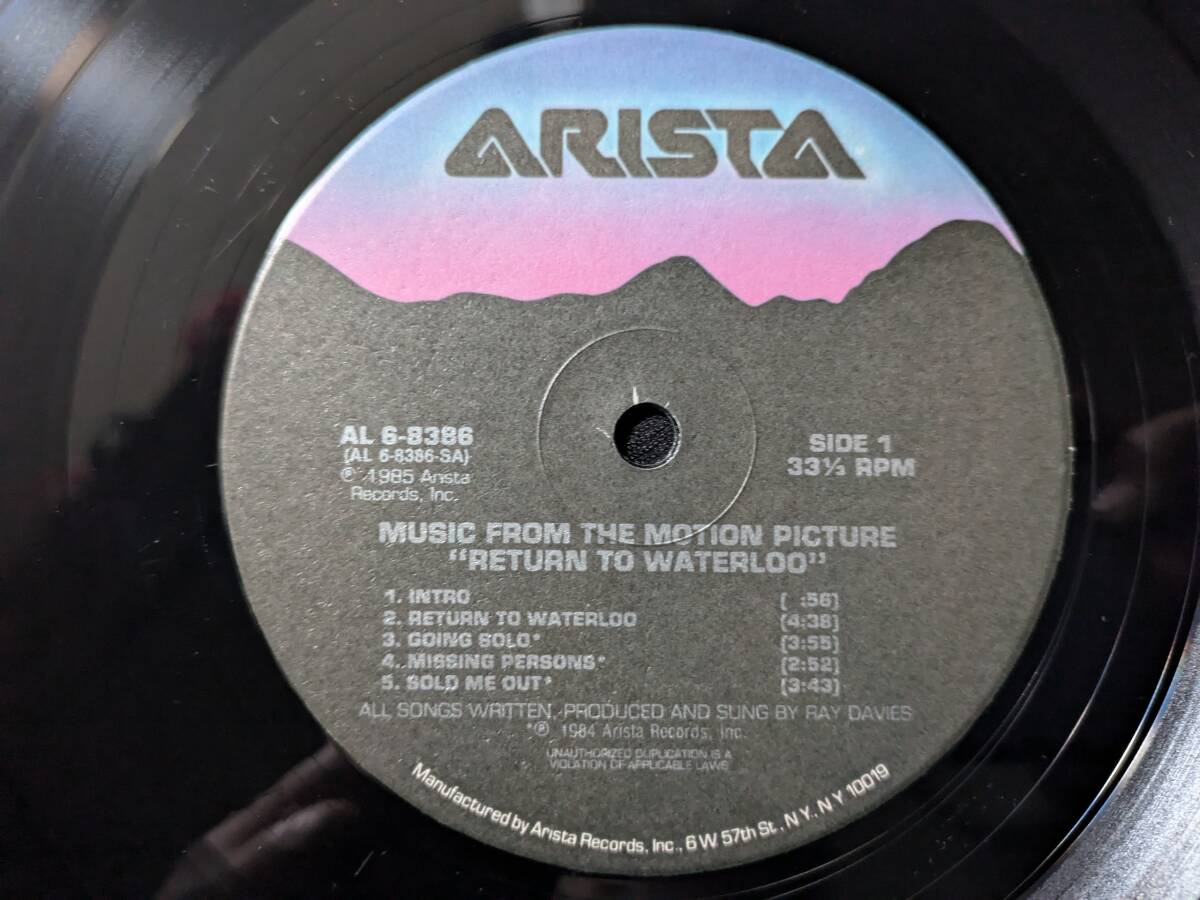 ARISTA
AL 6-8386
(AL 6-8386-SA)
℗ 1985 Arista
Records, Inc.
SIDE 1
33⅓ RPM
MUSIC FROM THE MOTION PICTURE
"RETURN TO WATERLOO"
1. INTRO [ :56]
2. RETURN TO WATERLOO [4:38]
3. GOING SOLO* [3:55]
4. MISSING PERSONS* [2:52]
5. SOLD ME OUT* [3:43]
ALL SONGS WRITTEN, PRODUCED AND SUNG BY RAY DAVIES
*℗ 1984 Arista Records, Inc.
UNAUTHORIZED DUPLICATION IS A
VIOLATION OF APPLICABLE LAWS
Manufactured by Arista Records, Inc., 6 W. 57th St., N.Y., N.Y. 10019